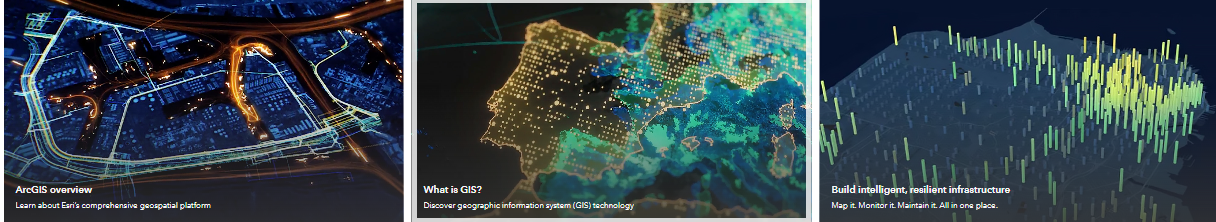 ArcGIS overview
Learn about Esri's comprehensive geospatial platform
What is GIS?
Discover geographic information system (GIS) technology
Build intelligent, resilient infrastructure
Map it. Monitor it. Maintain it. All in one place.